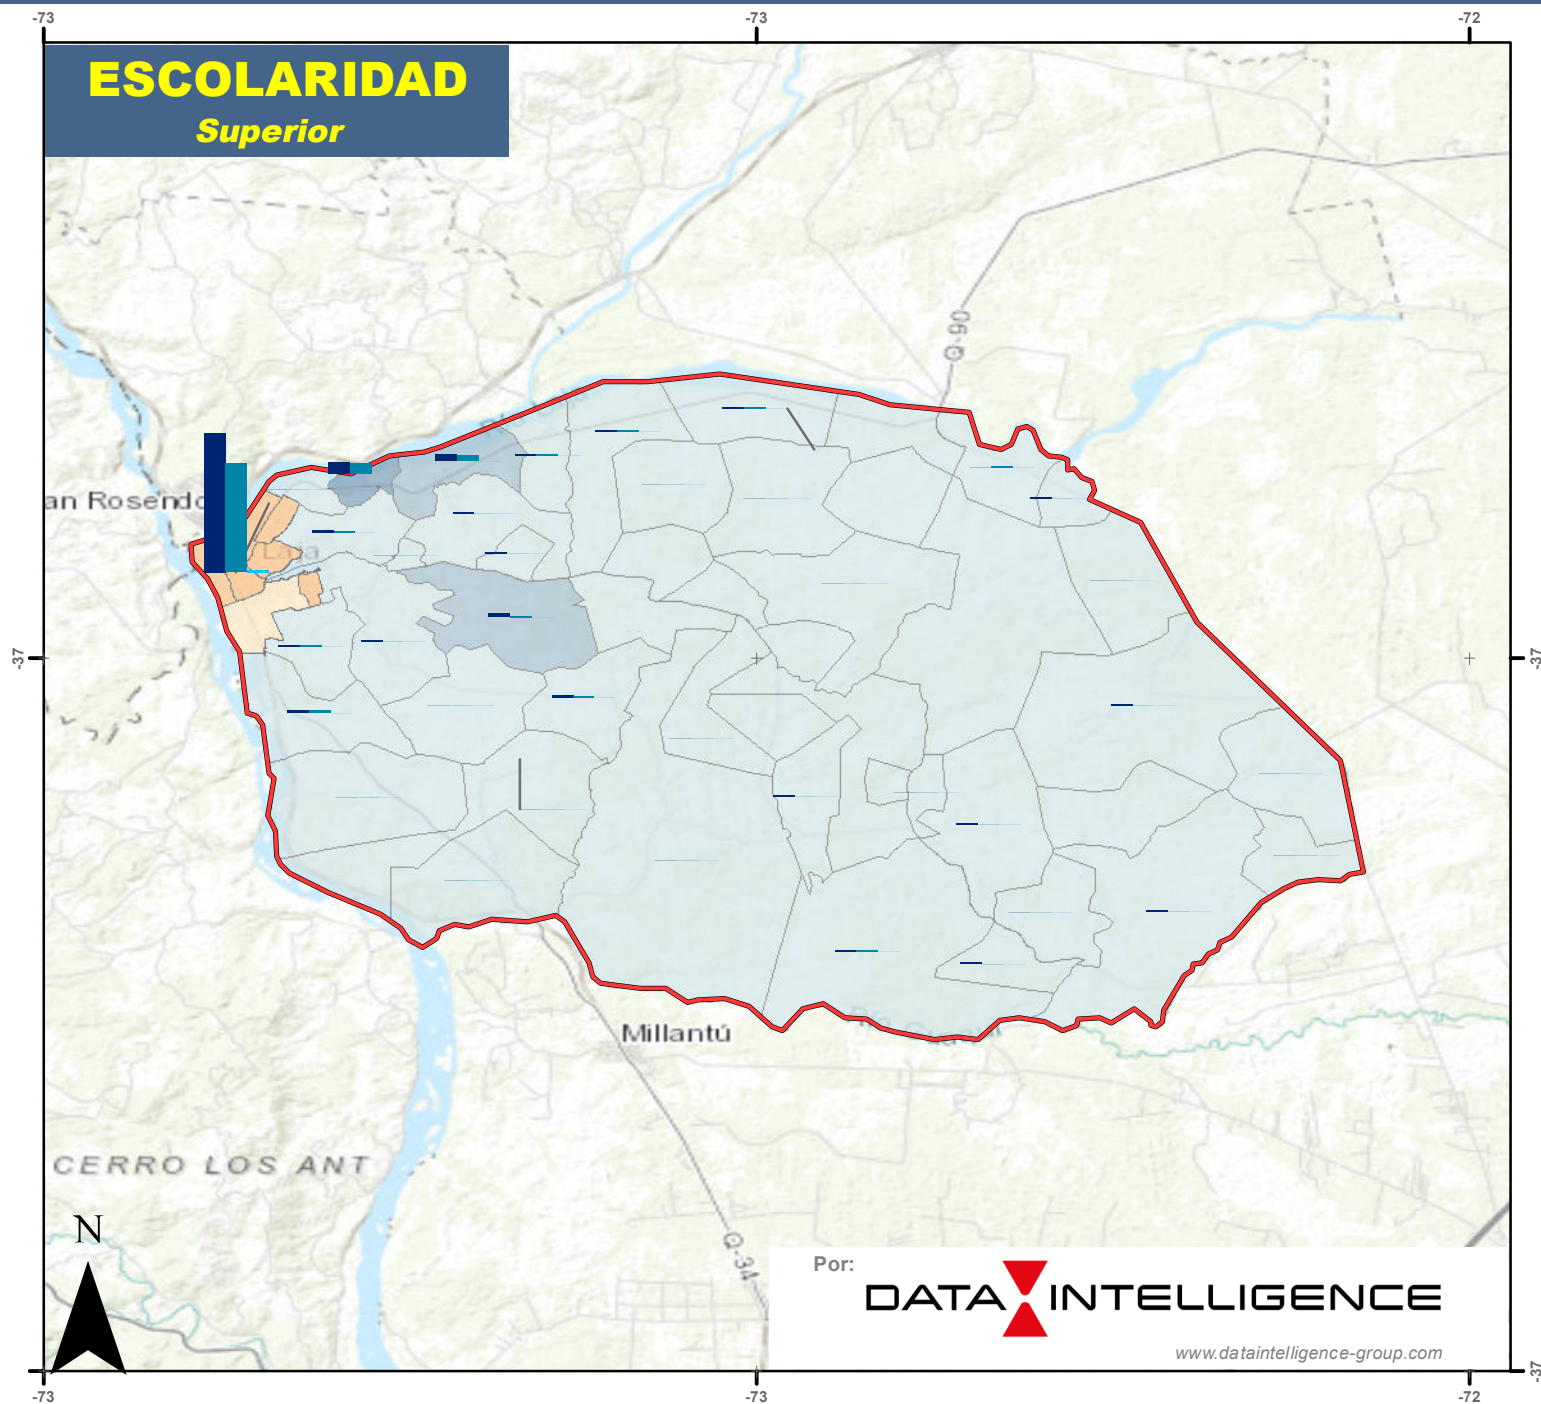 -73
-73
-72
ESCOLARIDAD
Superior
Q-90
an Rosendo
Laja
-37
-37
Millantú
CERRO LOS ANT
N
Q-34
Por:
DATA INTELLIGENCE
www.dataintelligence-group.com
-37
-73
-73
-72